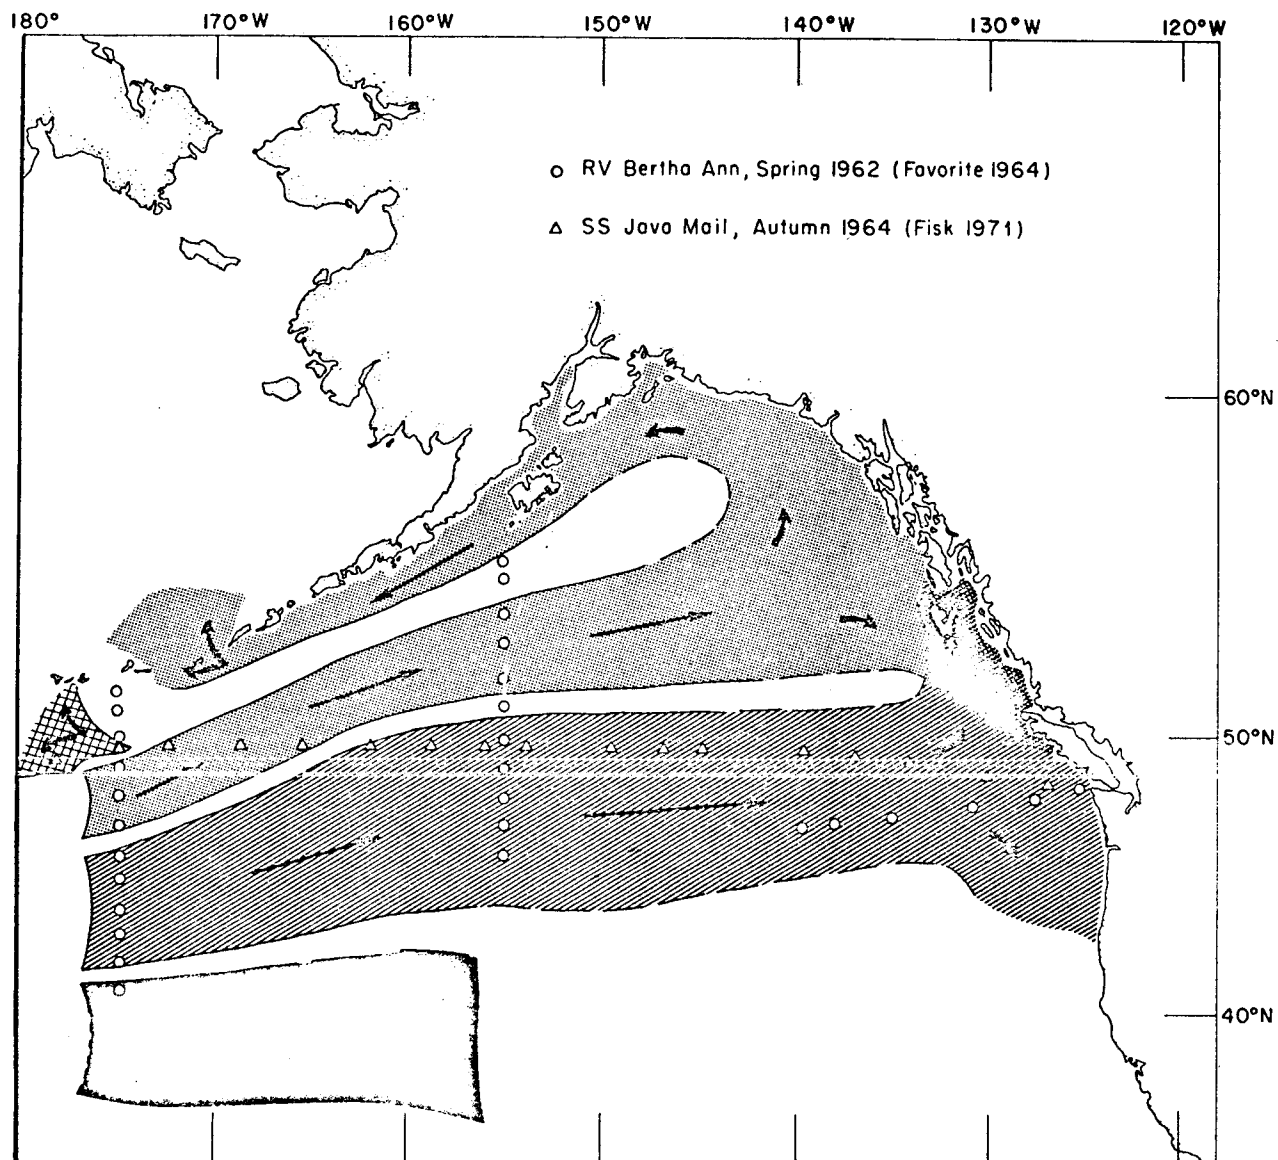 180° 170°W 160°W 150°W 140°W 130°W 120°W
RV Bertha Ann, Spring 1962 (Favorite 1964)
SS Java Mail, Autumn 1964 (Fisk 1971)
60°N
50°N
40°N